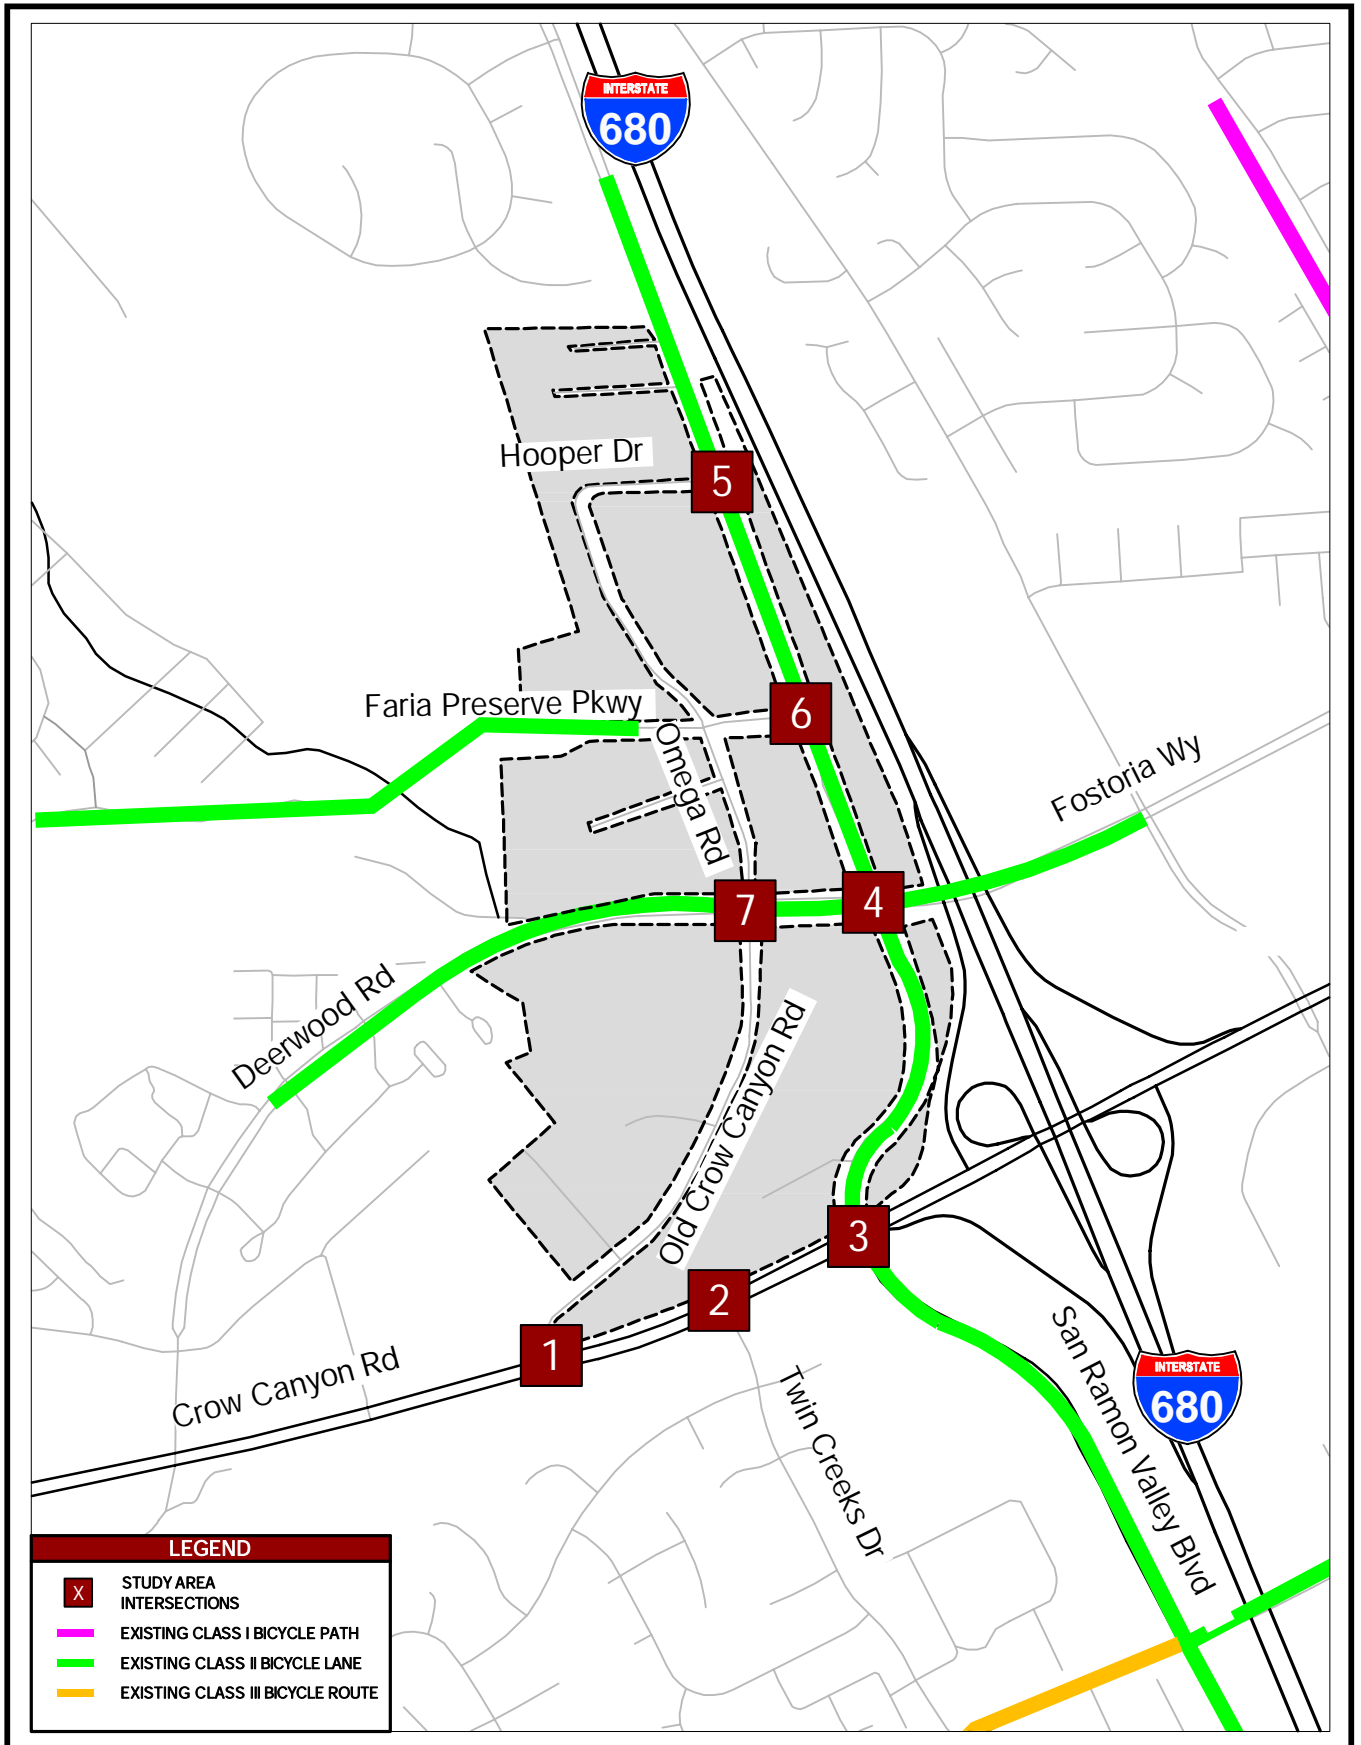 INTERSTATE
680
Hooper Dr
5
Faria Preserve Pkwy
6
Omega Rd
Fostoria Wy
7
4
Deerwood Rd
Old Crow Canyon Rd
3
2
1
Crow Canyon Rd
Twin Creeks Dr
San Ramon Valley Blvd
INTERSTATE
680
LEGEND
X
STUDY AREA
INTERSECTIONS
EXISTING CLASS I BICYCLE PATH
EXISTING CLASS II BICYCLE LANE
EXISTING CLASS III BICYCLE ROUTE